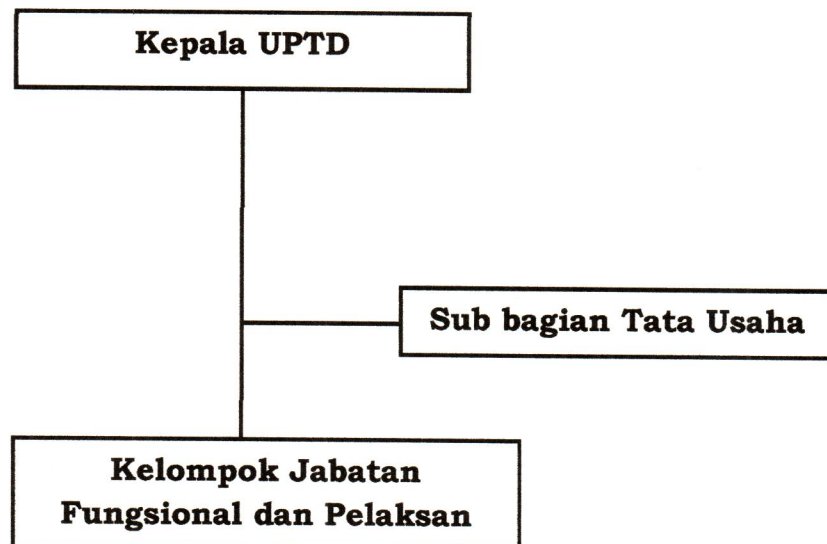 Kepala UPTD
Sub bagian Tata Usaha
Kelompok Jabatan
Fungsional dan Pelaksan